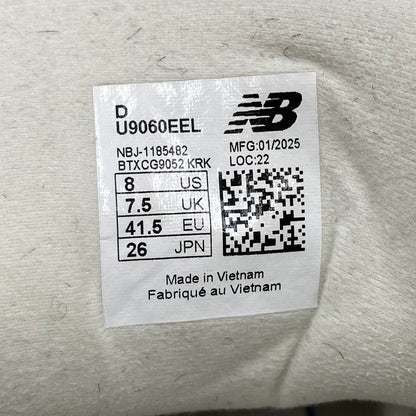 D
U9060EEL
NB
NBJ-1185482
BTXCG9052 KRK
MFG:01/2025
LOC:22
8 US
7.5 UK
41.5 EU
26 JPN
Made in Vietnam
Fabriqué au Vietnam